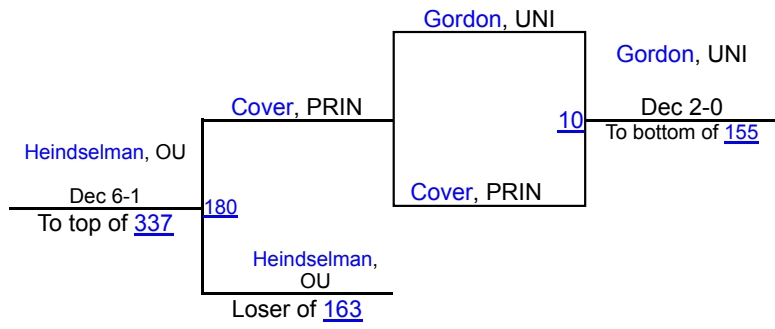 Gordon, UNI
Gordon, UNI
Cover, PRIN
10
Dec 2-0
To bottom of 155
Heindselman, OU
Dec 6-1
180
Cover, PRIN
To top of 337
Heindselman,
OU
Loser of 163